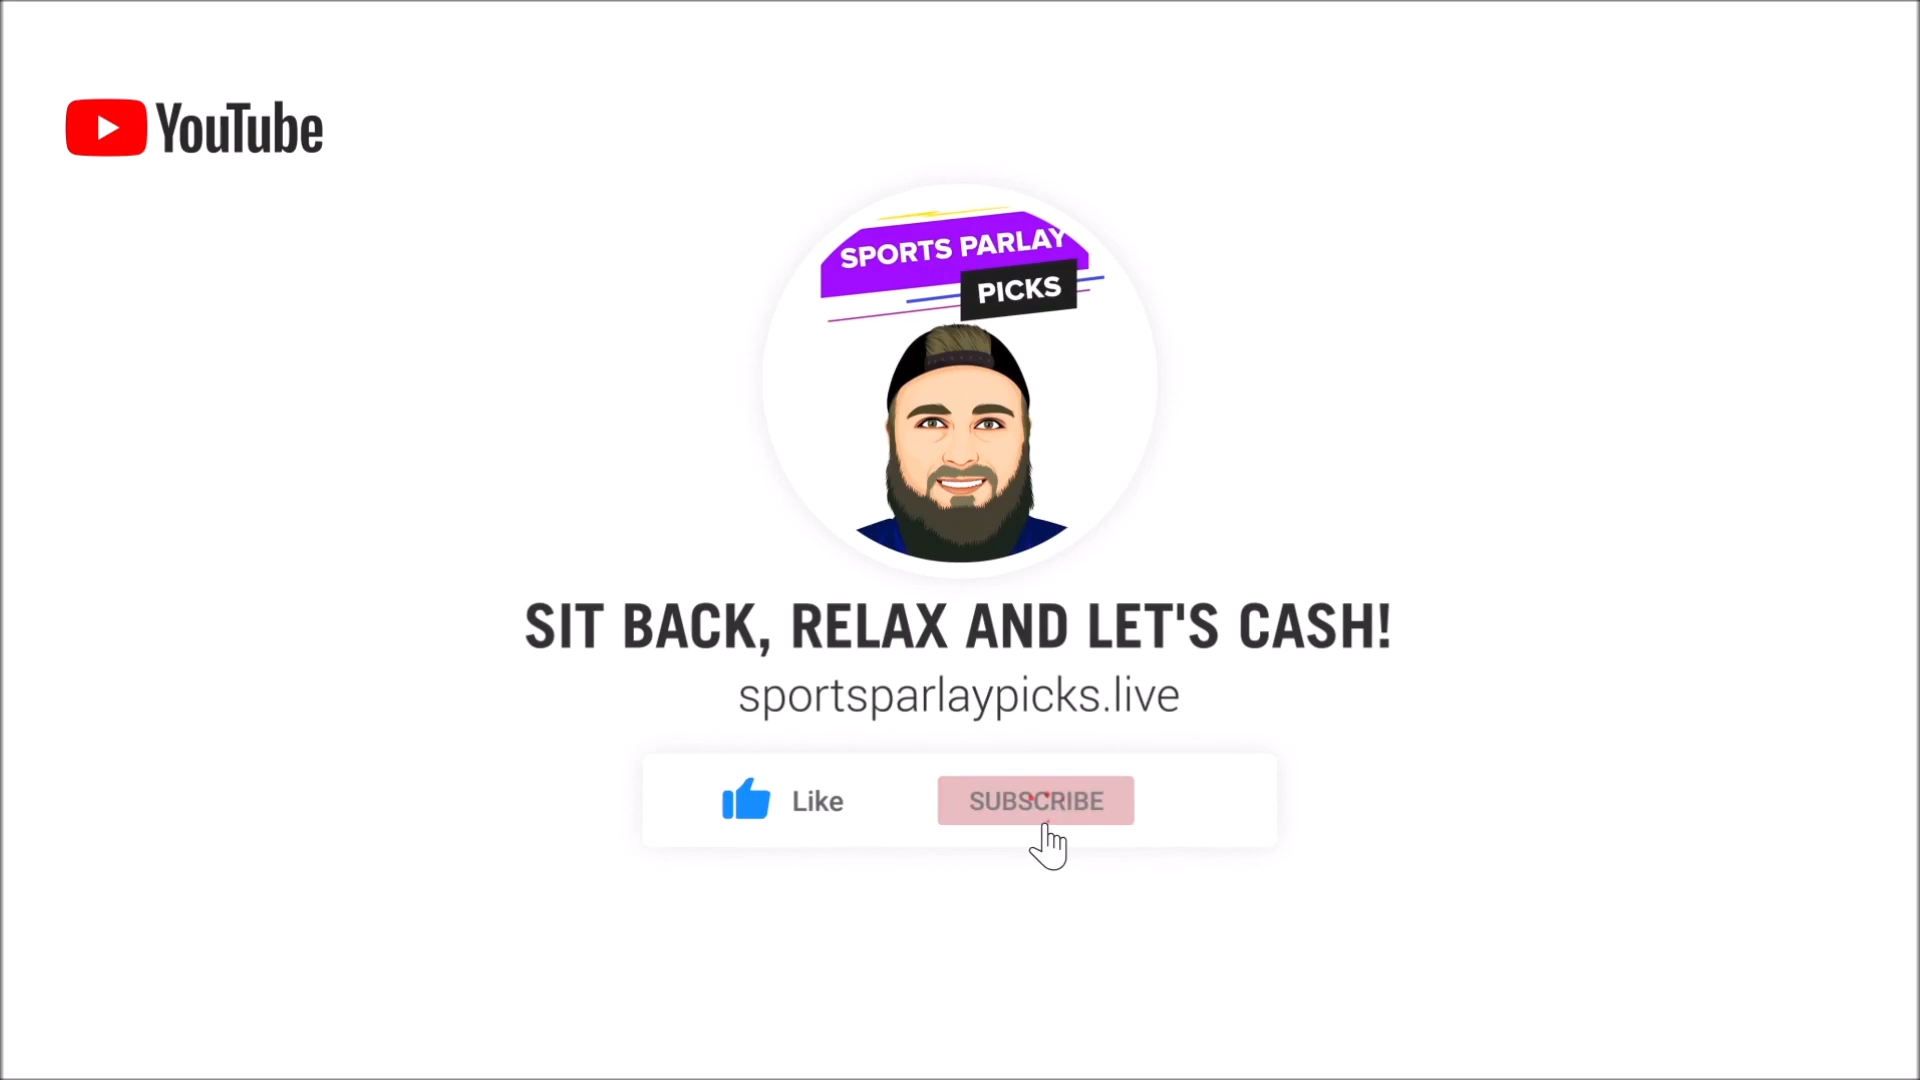 YouTube
SPORTS PARLAY
PICKS
SIT BACK, RELAX AND LET'S CASH!
sportsparlaypicks.live
Like
SUBSCRIBE